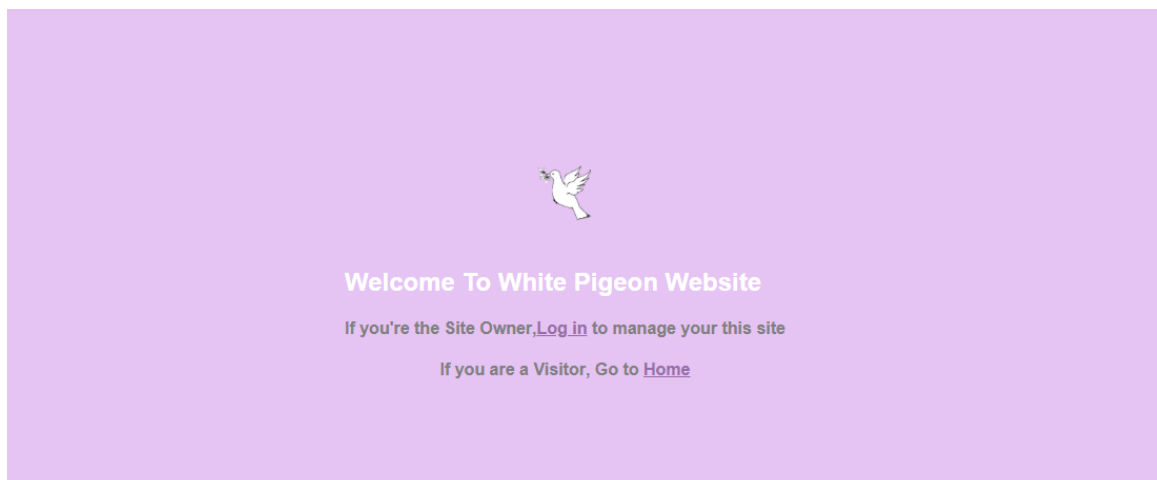 Welcome To White Pigeon Website
If you're the Site Owner,Log in to manage your this site
If you are a Visitor, Go to Home